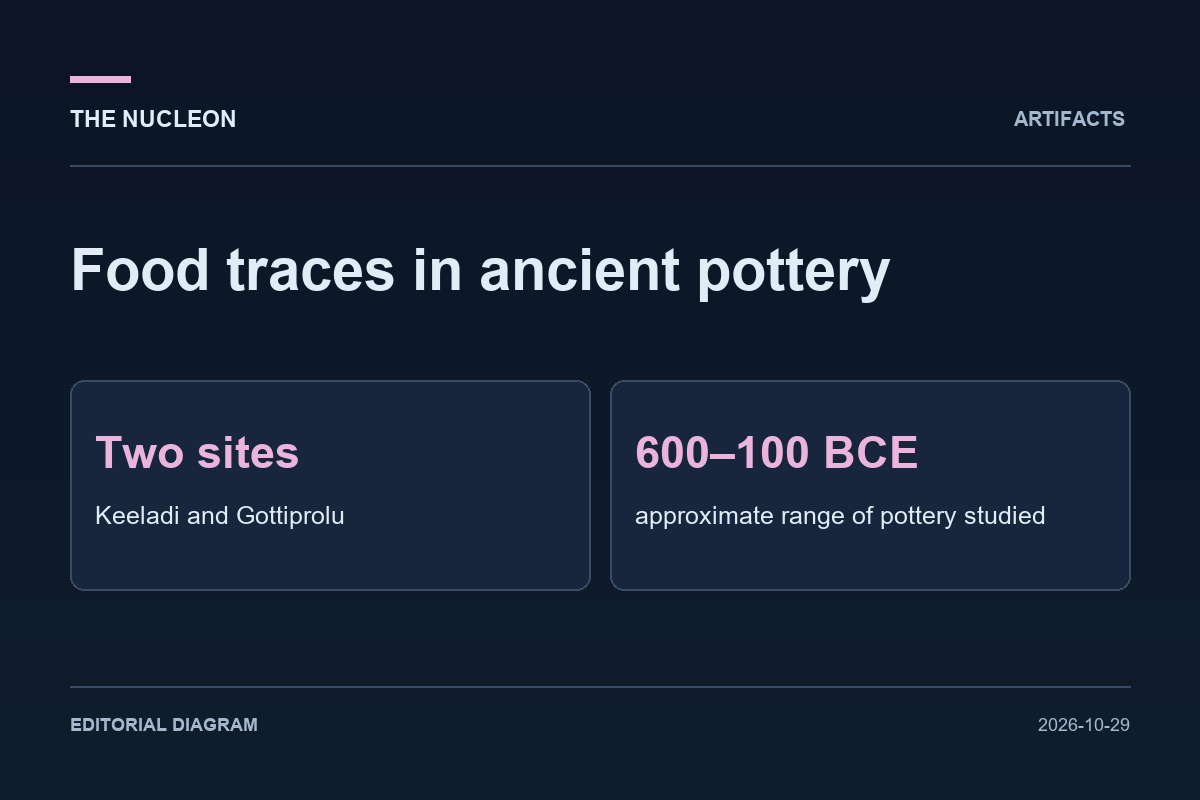 THE NUCLEON
ARTIFACTS
Food traces in ancient pottery
Two sites
Keeladi and Gottiprolu
600–100 BCE
approximate range of pottery studied
EDITORIAL DIAGRAM
2026-10-29